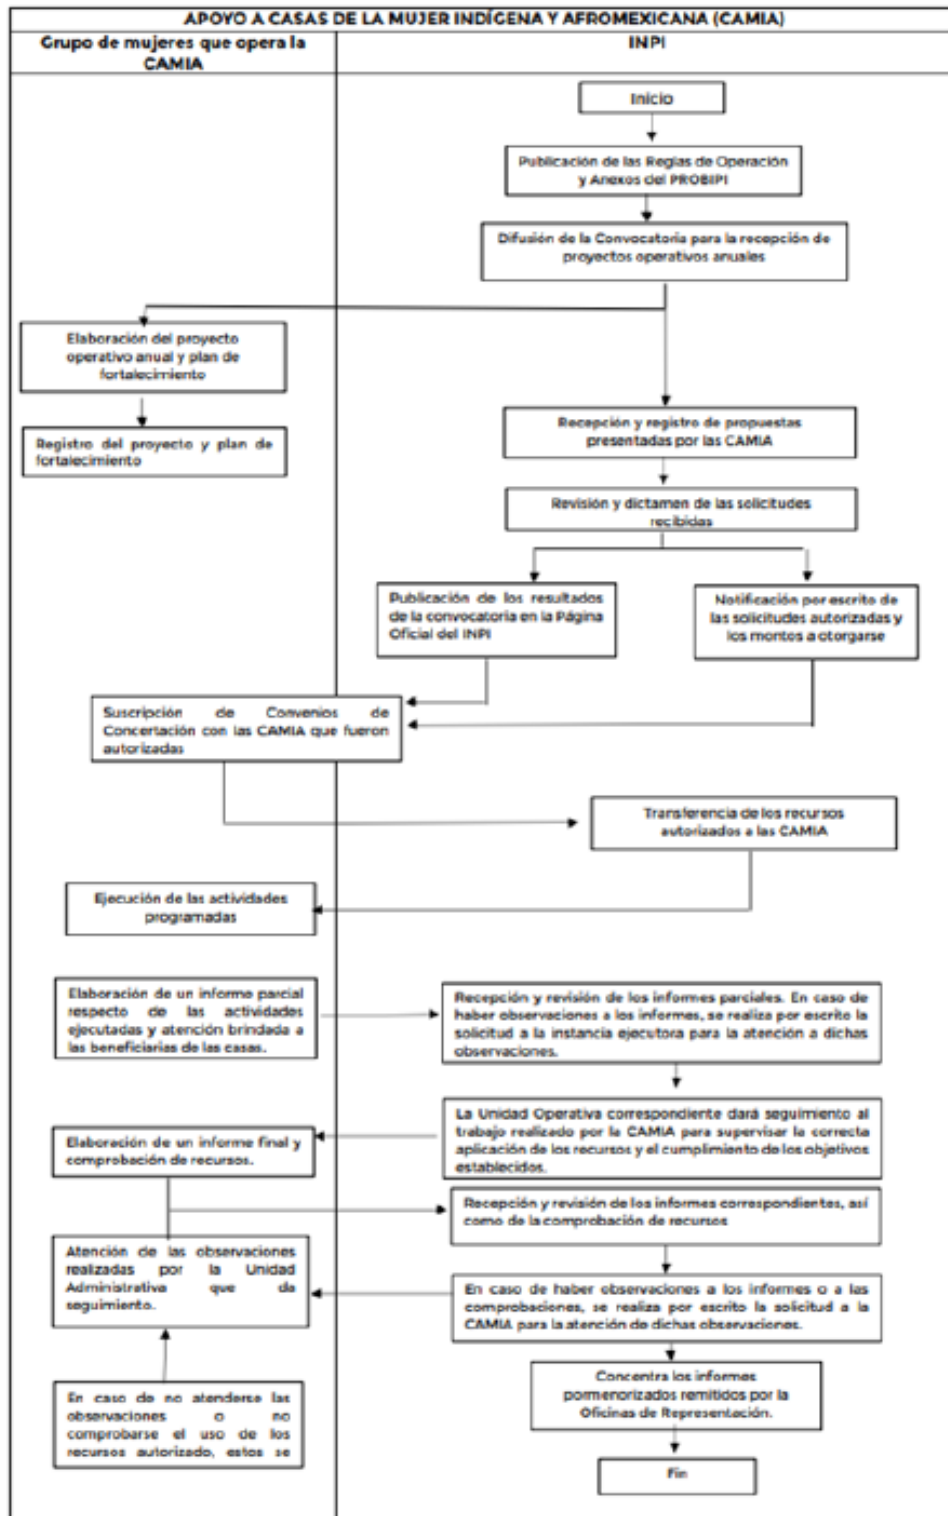 APOYO A CASAS DE LA MUJER INDÍGENA Y AFROMEXICANA (CAMIA)
Grupo de mujeres que opera la
CAMIA
INPI
Inicio
Publicación de las Reglas de Operación
y Anexos del PROBIPI
Difusión de la Convocatoria para la recepción de
proyectos operativos anuales
Elaboración del proyecto
operativo anual y plan de
fortalecimiento
Registro del proyecto y plan de
fortalecimiento
Recepción y registro de propuestas
presentadas por las CAMIA
Revisión y dictamen de las solicitudes
recibidas
Publicación de los resultados
de la convocatoria en la Página
Oficial del INPI
Notificación por escrito de
las solicitudes autorizadas y
los montos a otorgarse
Suscripción de Convenios de
Concertación con las CAMIA que fueron
autorizadas
Transferencia de los recursos
autorizados a las CAMIA
Ejecución de las actividades
programadas
Elaboración de un informe parcial
respecto de las actividades
ejecutadas y atención brindada a
las beneficiarias de las casas.
Recepción y revisión de los informes parciales. En caso de
haber observaciones a los informes, se realiza por escrito la
solicitud a la instancia ejecutora para la atención a dichas
observaciones.
La Unidad Operativa correspondiente dará seguimiento al
trabajo realizado por la CAMIA para supervisar la correcta
aplicación de los recursos y el cumplimiento de los objetivos
establecidos.
Elaboración de un informe final y
comprobación de recursos.
Recepción y revisión de los informes correspondientes, así
como de la comprobación de recursos
Atención de las observaciones
realizadas por la Unidad
Administrativa que da
seguimiento.
En caso de haber observaciones a los informes o a las
comprobaciones, se realiza por escrito la solicitud a la
CAMIA para la atención de dichas observaciones.
Concentra los informes
pormenorizados remitidos por la
Oficinas de Representación.
En caso de no atenderse las
observaciones o no
comprobarse el uso de los
recursos autorizado, estos se
Fin